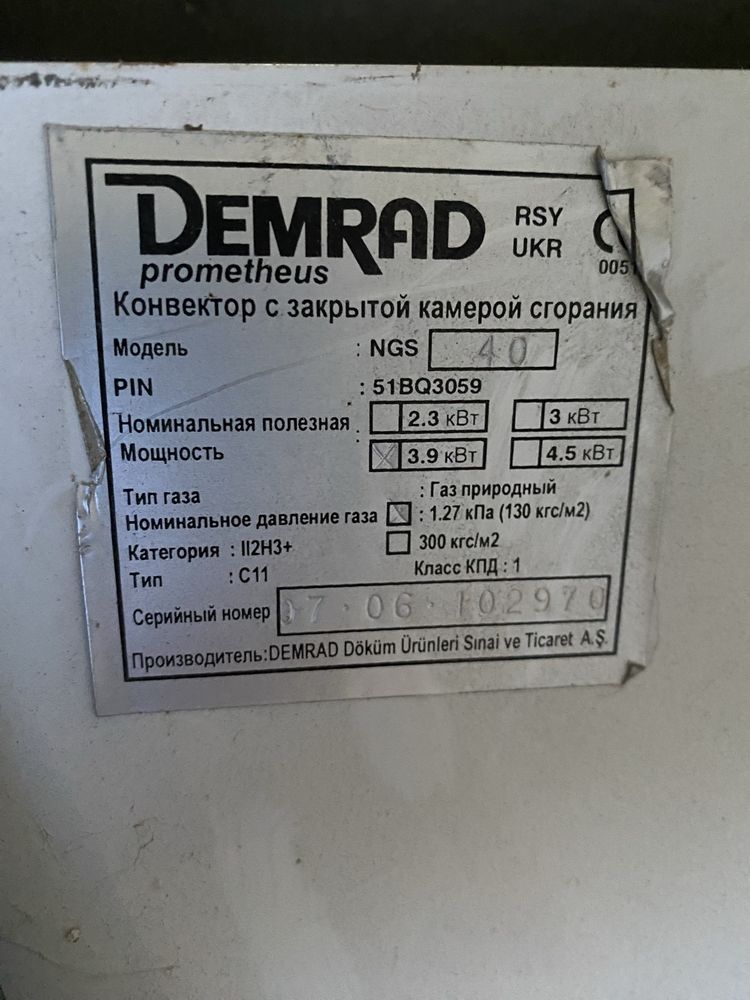 DEMRAD
prometheus
RSY
UKR
0051
Конвектор с закрытой камерой сгорания
Модель : NGS 40
PIN : 51BQ3059
Номинальная полезная 2.3 кВт 3 кВт
Мощность 3.9 кВт 4.5 кВт
Тип газа : Газ природный
Номинальное давление газа : 1.27 кПа (130 кгс/м2)
300 кгс/м2
Категория : II2H3+
Тип : C11 Класс КПД : 1
Серийный номер 07·06·102970
Производитель:DEMRAD Döküm Ürünleri Sınai ve Ticaret A.Ş.